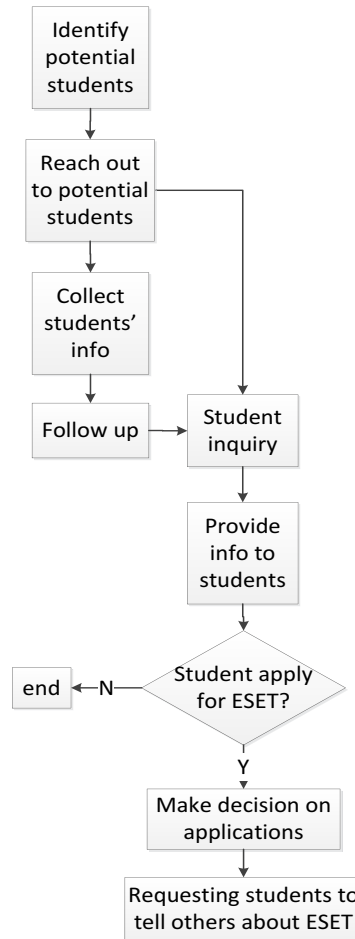 Identify
potential
students
Reach out
to potential
students
Collect
students’
info
Follow up
Student
inquiry
Provide
info to
students
Student apply
for ESET?
N
end
Y
Make decision on
applications
Requesting students to
tell others about ESET